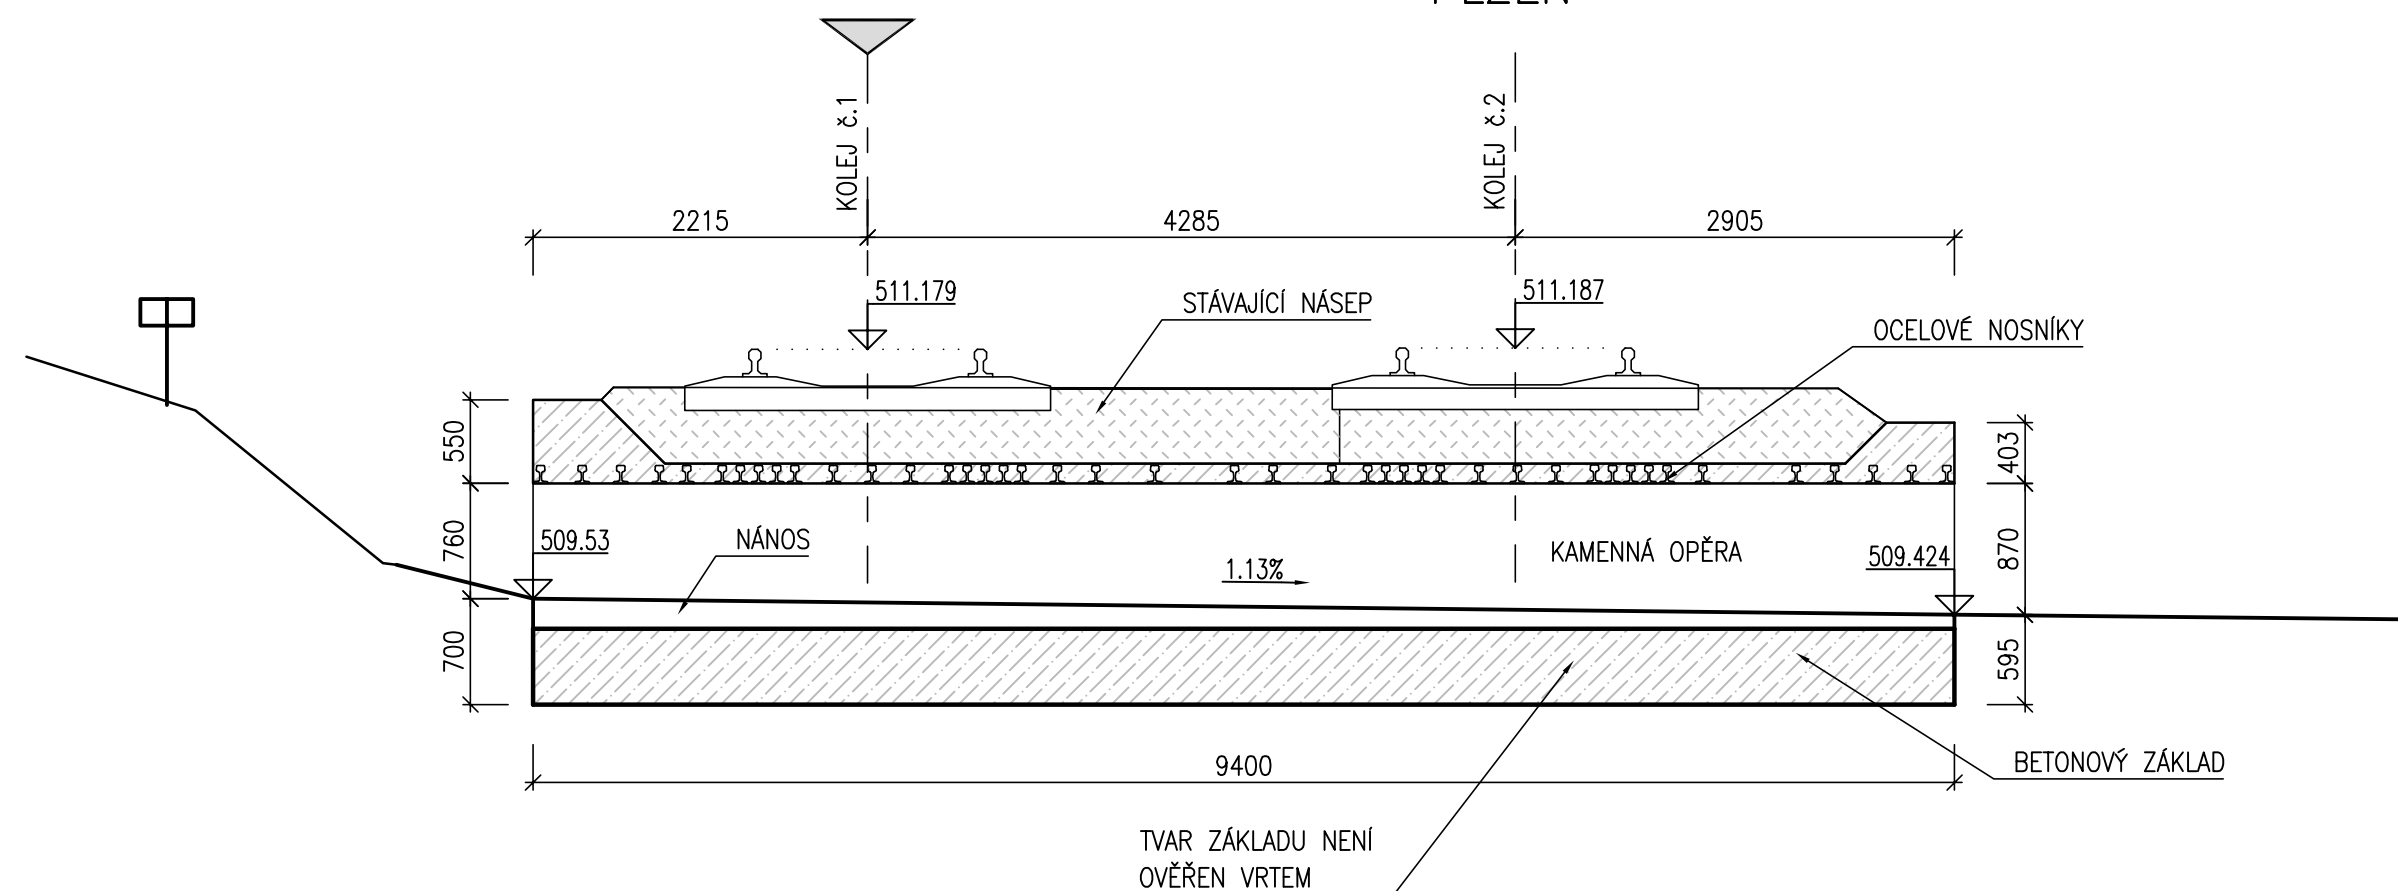 KOLEJ č.1
KOLEJ č.2
2215
4285
2905
511.179
511.187
STÁVAJÍCÍ NÁSEP
OCELOVÉ NOSNÍKY
550
403
760
509.53
NÁNOS
1.13%
KAMENNÁ OPĚRA
509.424
870
700
595
9400
BETONOVÝ ZÁKLAD
TVAR ZÁKLADU NENÍ
OVĚŘEN VRTEM